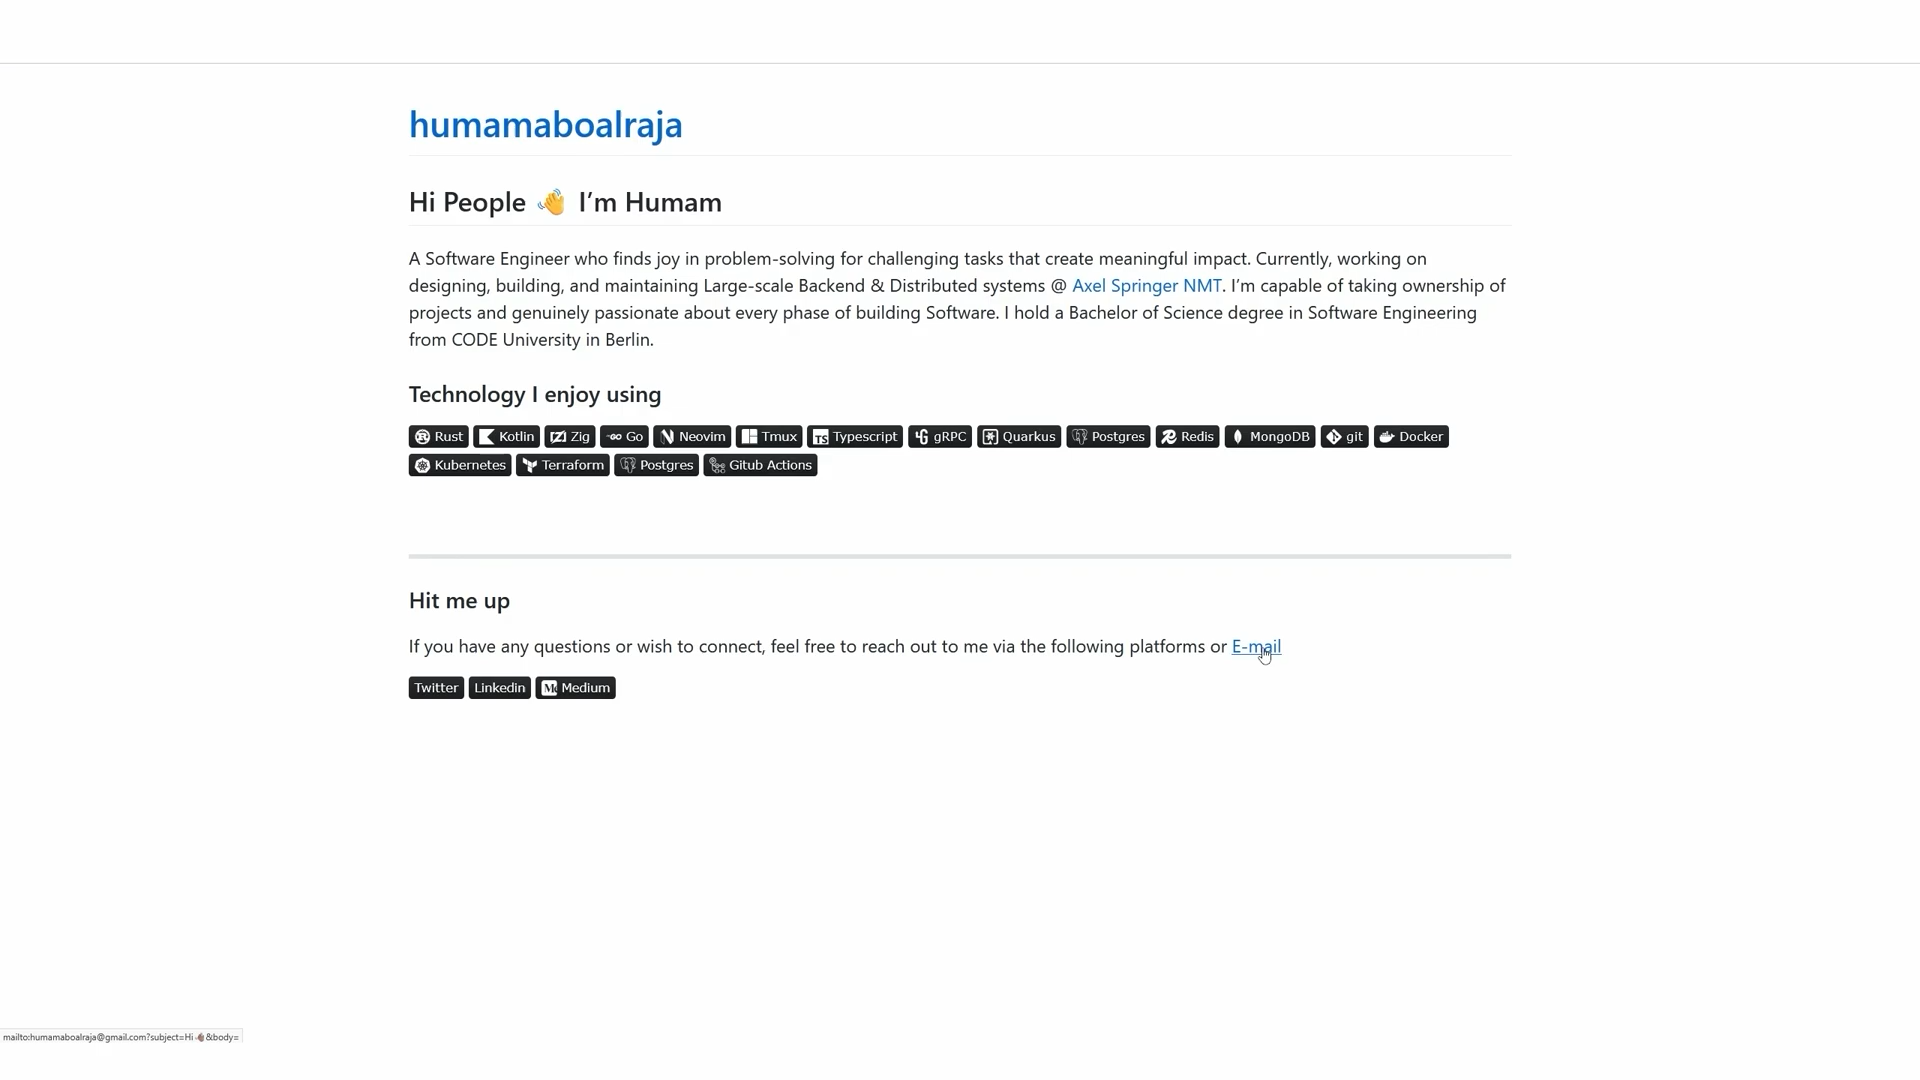 humamaboalraja
Hi People 👋 I’m Humam
A Software Engineer who finds joy in problem-solving for challenging tasks that create meaningful impact. Currently, working on
designing, building, and maintaining Large-scale Backend & Distributed systems @ Axel Springer NMT. I’m capable of taking ownership of
projects and genuinely passionate about every phase of building Software. I hold a Bachelor of Science degree in Software Engineering
from CODE University in Berlin.
Technology I enjoy using
Rust Kotlin Zig Go Neovim Tmux TS Typescript gRPC Quarkus Postgres Redis MongoDB git Docker
Kubernetes Terraform Postgres Gitub Actions
Hit me up
If you have any questions or wish to connect, feel free to reach out to me via the following platforms or E-mail
Twitter Linkedin Medium
mailto:humamaboalraja@gmail.com?subject=Hi👋&body=